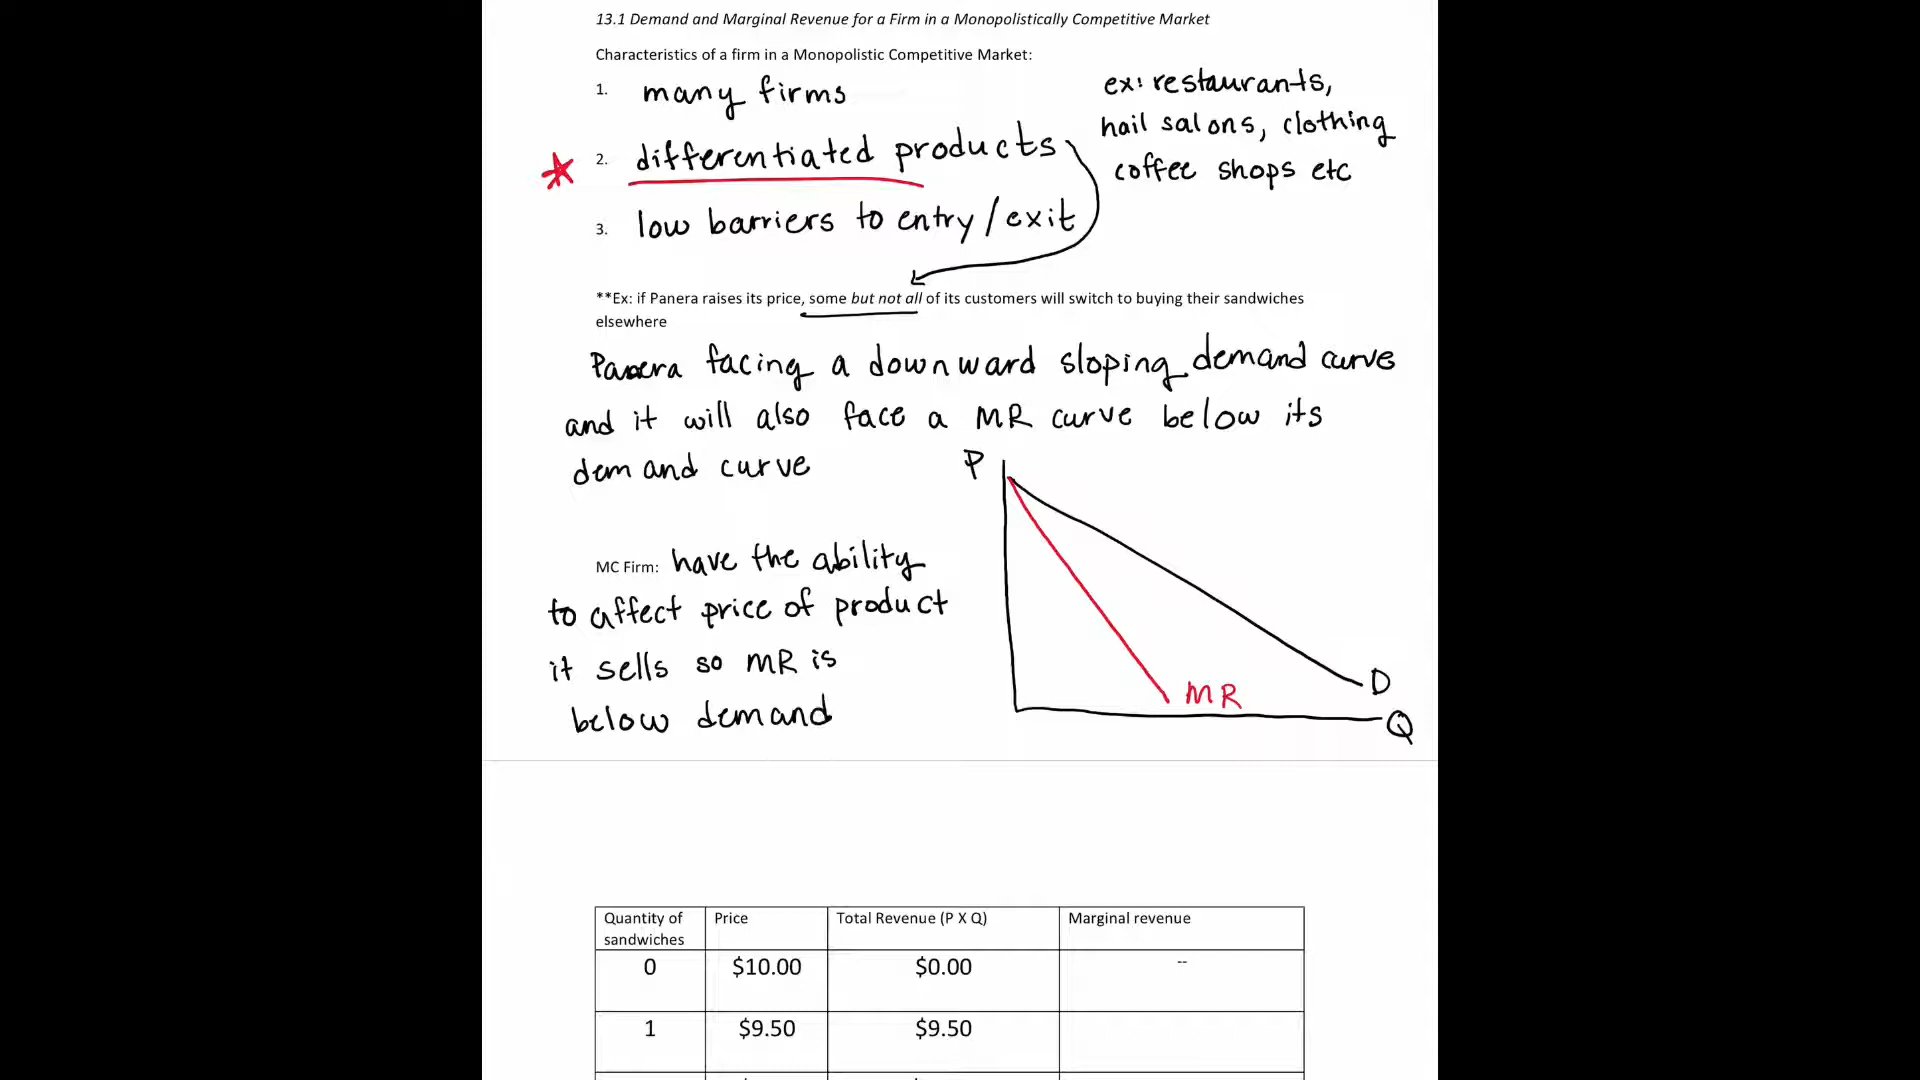 13.1 Demand and Marginal Revenue for a Firm in a Monopolistically Competitive Market
Characteristics of a firm in a Monopolistic Competitive Market:
1. many firms
ex: restaurants,
nail salons, clothing
coffee shops etc
2. differentiated products
3. low barriers to entry/exit
**Ex: if Panera raises its price, some but not all of its customers will switch to buying their sandwiches
elsewhere
Panera facing a downward sloping demand curve
and it will also face a MR curve below its
demand curve
P
MC Firm: have the ability
to affect price of product
it sells so MR is
below demand
D
MR
Q
Quantity of sandwiches Price Total Revenue (P X Q) Marginal revenue
0 $10.00 $0.00 --
1 $9.50 $9.50